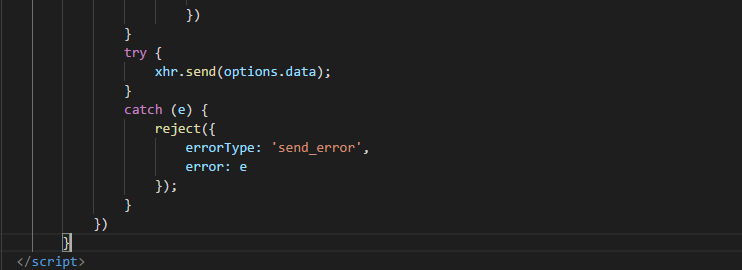 })
}
try {
xhr.send(options.data);
}
catch (e) {
reject({
errorType: 'send_error',
error: e
});
}
})
}
</script>